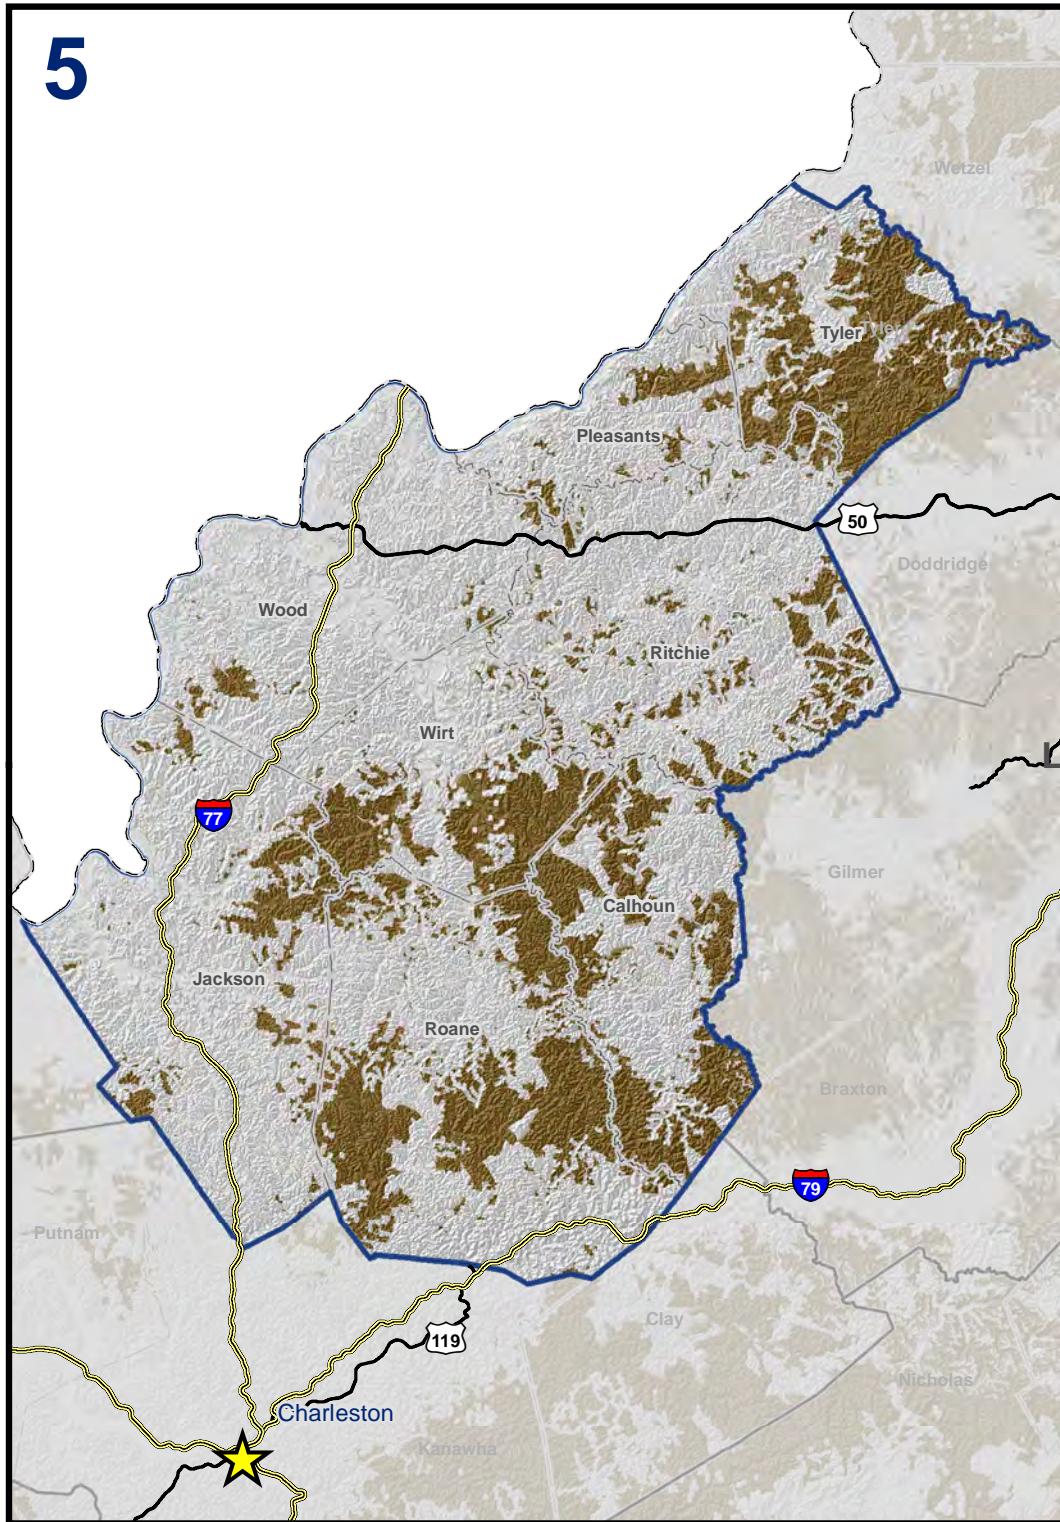 5
Wetzel
Tyler
Tyler
Pleasants
50
Doddridge
Wood
Ritchie
Wirt
L
77
Gilmer
Calhoun
Jackson
Roane
Braxton
79
Putnam
Clay
119
Nicholas
Charleston
Kanawha